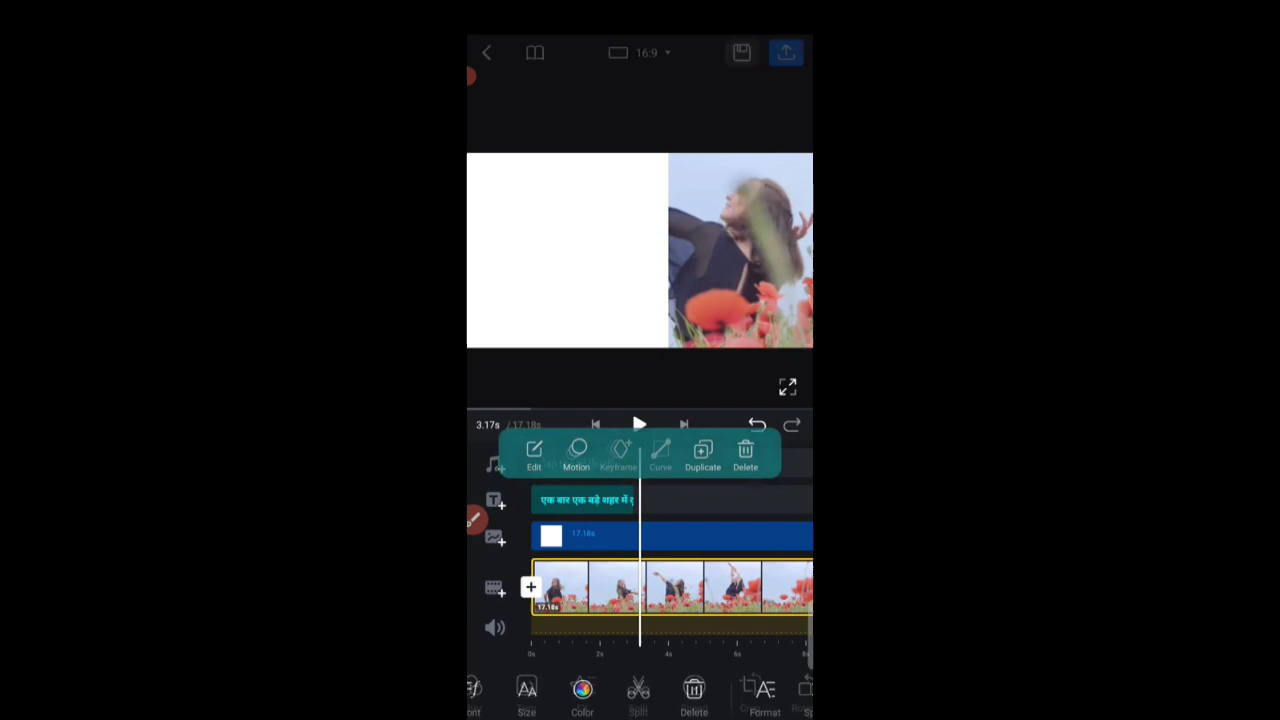 16:9
3.17s / 17.18s
Edit Motion Keyframe Curve Duplicate Delete
एक बार एक बड़े शहर में
17.18s
17.18s
0s 2s 4s 6s 8s
Size Color Split Delete Format